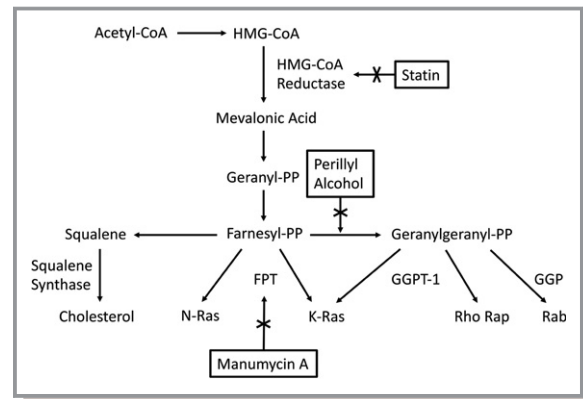 Acetyl-CoA
HMG-CoA
HMG-CoA
Reductase
Statin
Mevalonic Acid
Geranyl-PP
Perillyl
Alcohol
Squalene
Farnesyl-PP
Geranylgeranyl-PP
Squalene
Synthase
FPT
GGPT-1
GGP
Cholesterol
N-Ras
K-Ras
Rho Rap
Rab
Manumycin A